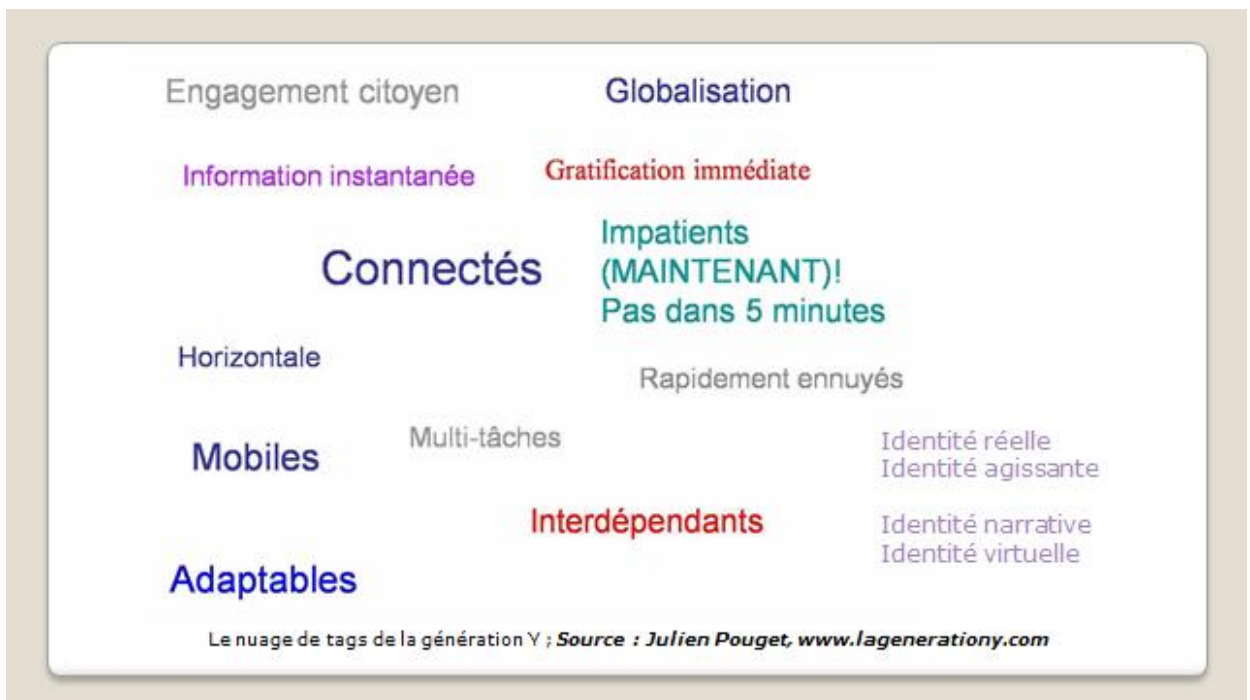 Engagement citoyen
Globalisation
Information instantanée
Gratification immédiate
Connectés
Impatients
(MAINTENANT)!
Pas dans 5 minutes
Horizontale
Rapidement ennuyés
Multi-tâches
Mobiles
Identité réelle
Identité agissante
Interdépendants
Identité narrative
Identité virtuelle
Adaptables
Le nuage de tags de la génération Y ; Source : Julien Pouget, www.lagenerationy.com